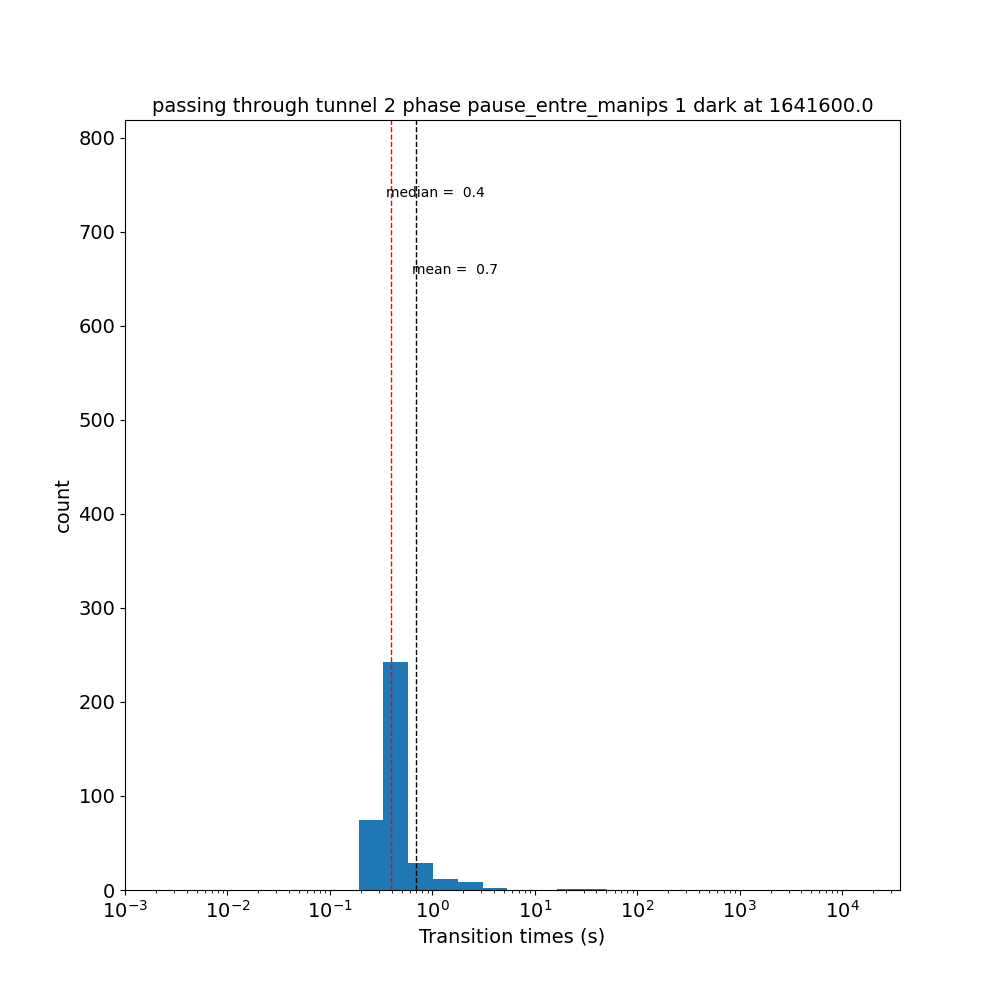 passing through tunnel 2 phase pause_entre_manips 1 dark at 1641600.0
800
median =  0.4
700
mean =  0.7
600
500
400
300
200
100
0
count
10⁻³ 10⁻² 10⁻¹ 10⁰ 10¹ 10² 10³ 10⁴
Transition times (s)